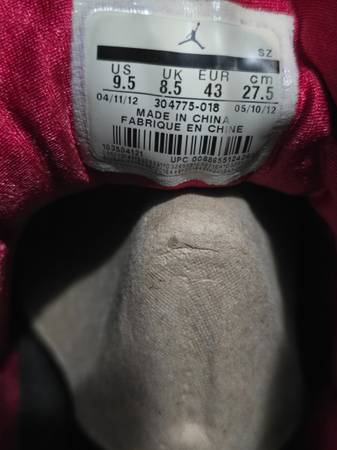 SZ
US UK EUR cm
9.5 8.5 43 27.5
04/11/12 304775-018 05/10/12
MADE IN CHINA
FABRIQUE EN CHINE
UPC